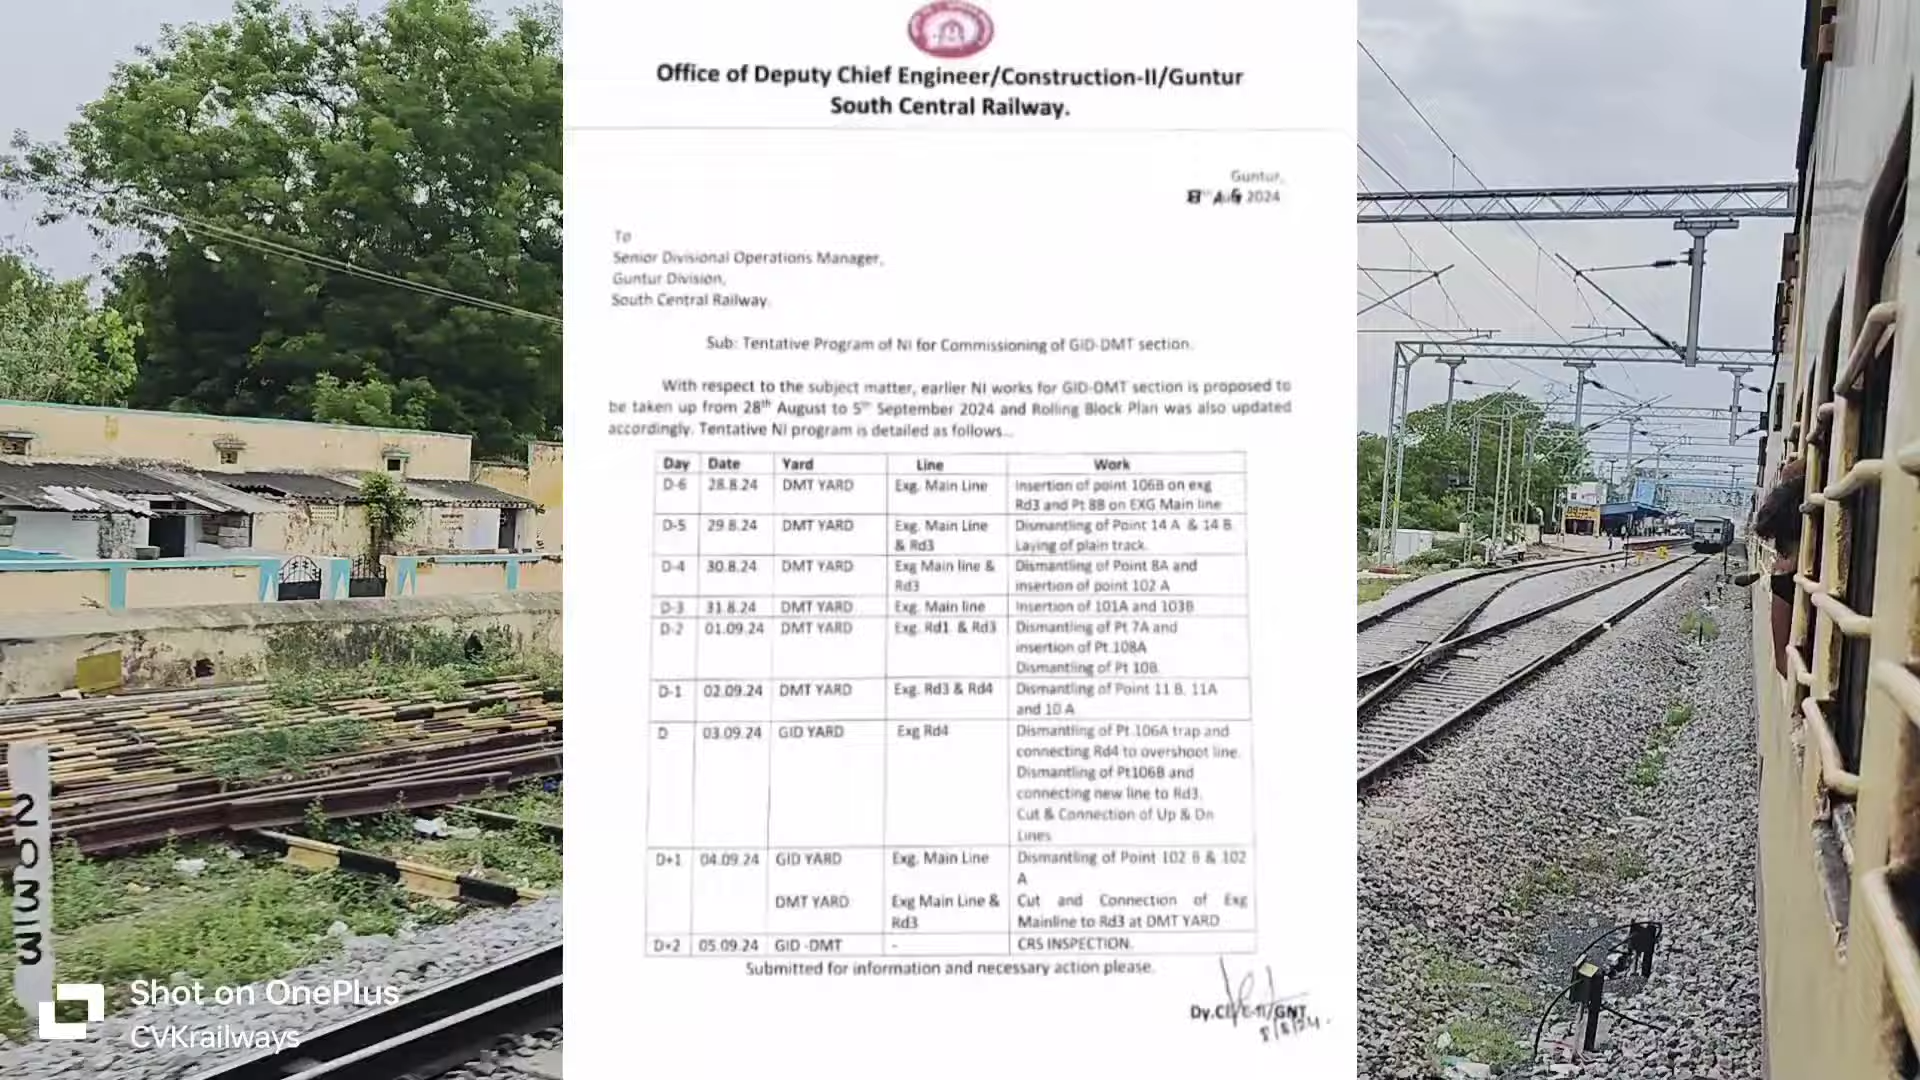 Office of Deputy Chief Engineer/Construction-II/Guntur
South Central Railway.
Guntur,
8th Aug 2024
To
Senior Divisional Operations Manager,
Guntur Division,
South Central Railway.
Sub: Tentative Program of NI for Commissioning of GID-DMT section.
With respect to the subject matter, earlier NI works for GID-DMT section is proposed to
be taken up from 28th August to 5th September 2024 and Rolling Block Plan was also updated
accordingly. Tentative NI program is detailed as follows...
Day Date Yard Line Work
D-6 28.8.24 DMT YARD Exg. Main Line Insertion of point 106B on exg
Rd3 and Pt 8B on EXG Main line
D-5 29.8.24 DMT YARD Exg. Main Line Dismantling of Point 14 A & 14 B.
& Rd3 Laying of plain track.
D-4 30.8.24 DMT YARD Exg Main line & Dismantling of Point 8A and
Rd3 insertion of point 102 A
D-3 31.8.24 DMT YARD Exg. Main line Insertion of 101A and 103B
D-2 01.09.24 DMT YARD Exg. Rd1 & Rd3 Dismantling of Pt 7A and
insertion of Pt.108A
Dismantling of Pt 10B.
D-1 02.09.24 DMT YARD Exg. Rd3 & Rd4 Dismantling of Point 11 B, 11A
and 10 A
D 03.09.24 GID YARD Exg Rd4 Dismantling of Pt.106A trap and
connecting Rd4 to overshoot line.
Dismantling of Pt106B and
connecting new line to Rd3.
Cut & Connection of Up & Dn
Lines
D+1 04.09.24 GID YARD Exg. Main Line Dismantling of Point 102 B & 102
A
DMT YARD Exg Main Line & Cut and Connection of Exg
Rd3 Mainline to Rd3 at DMT YARD
D+2 05.09.24 GID -DMT - CRS INSPECTION.
Submitted for information and necessary action please.
Dy.CE/C-II/GNT
8/8/24.
Shot on OnePlus
CVKrailways